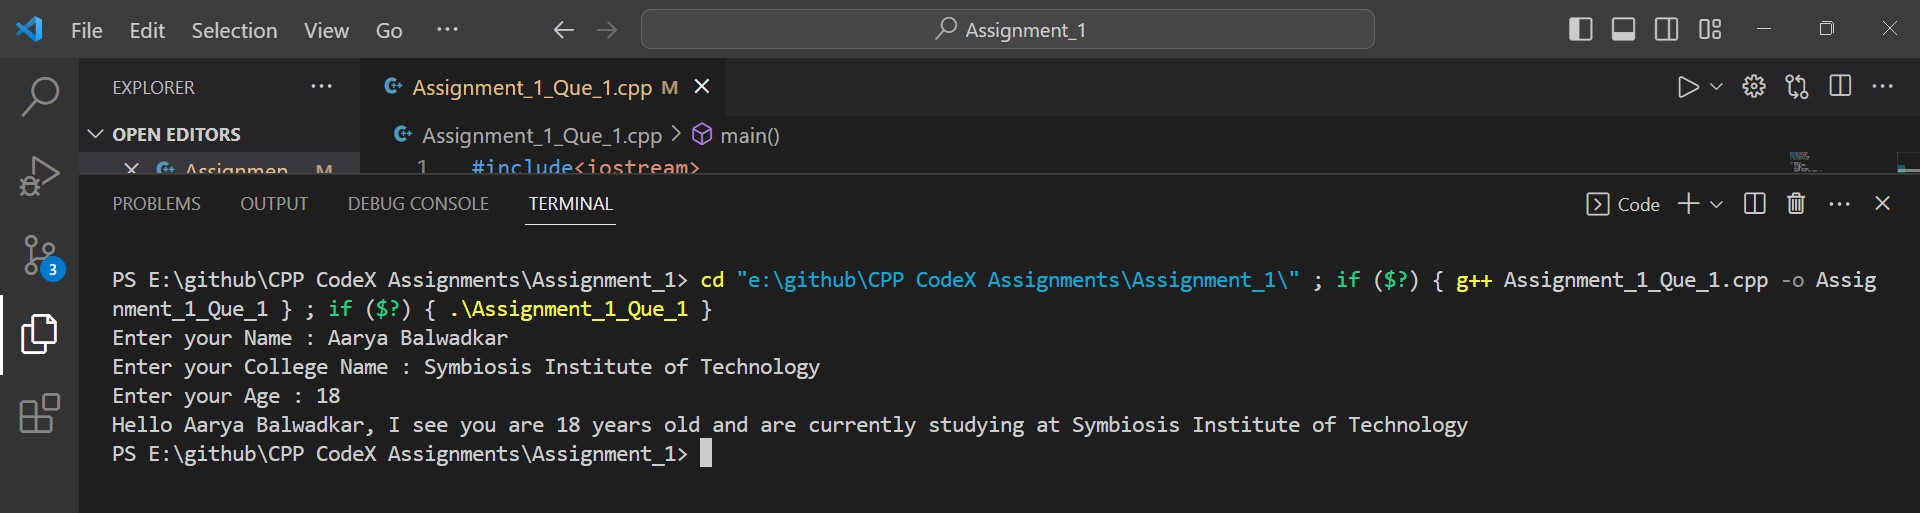 File Edit Selection View Go ··· Assignment_1
EXPLORER ··· Assignment_1_Que_1.cpp M
OPEN EDITORS
Assignment_1_Que_1.cpp > main()
Assignmen... M
1 #include<iostream>
PROBLEMS OUTPUT DEBUG CONSOLE TERMINAL Code
PS E:\github\CPP CodeX Assignments\Assignment_1> cd "e:\github\CPP CodeX Assignments\Assignment_1\" ; if ($?) { g++ Assignment_1_Que_1.cpp -o Assig
nment_1_Que_1 } ; if ($?) { .\Assignment_1_Que_1 }
3
Enter your Name : Aarya Balwadkar
Enter your College Name : Symbiosis Institute of Technology
Enter your Age : 18
Hello Aarya Balwadkar, I see you are 18 years old and are currently studying at Symbiosis Institute of Technology
PS E:\github\CPP CodeX Assignments\Assignment_1>